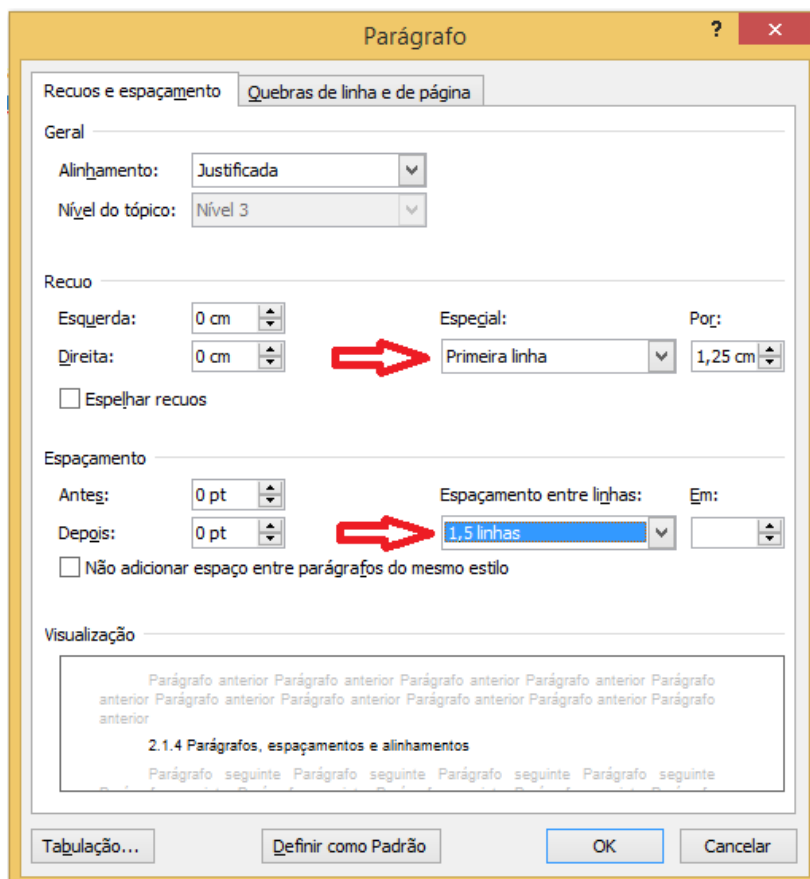 Parágrafo
?
Recuos e espaçamento Quebras de linha e de página
Geral
Alinhamento: Justificada
Nível do tópico: Nível 3
Recuo
Esquerda: 0 cm Especial: Por:
Direita: 0 cm Primeira linha 1,25 cm
Espelhar recuos
Espaçamento
Antes: 0 pt Espaçamento entre linhas: Em:
Depois: 0 pt 1,5 linhas
Não adicionar espaço entre parágrafos do mesmo estilo
Visualização
Parágrafo anterior Parágrafo anterior Parágrafo anterior Parágrafo anterior Parágrafo
anterior Parágrafo anterior Parágrafo anterior Parágrafo anterior Parágrafo anterior Parágrafo
anterior
2.1.4 Parágrafos, espaçamentos e alinhamentos
Parágrafo seguinte Parágrafo seguinte Parágrafo seguinte Parágrafo seguinte
Tabulação... Definir como Padrão OK Cancelar